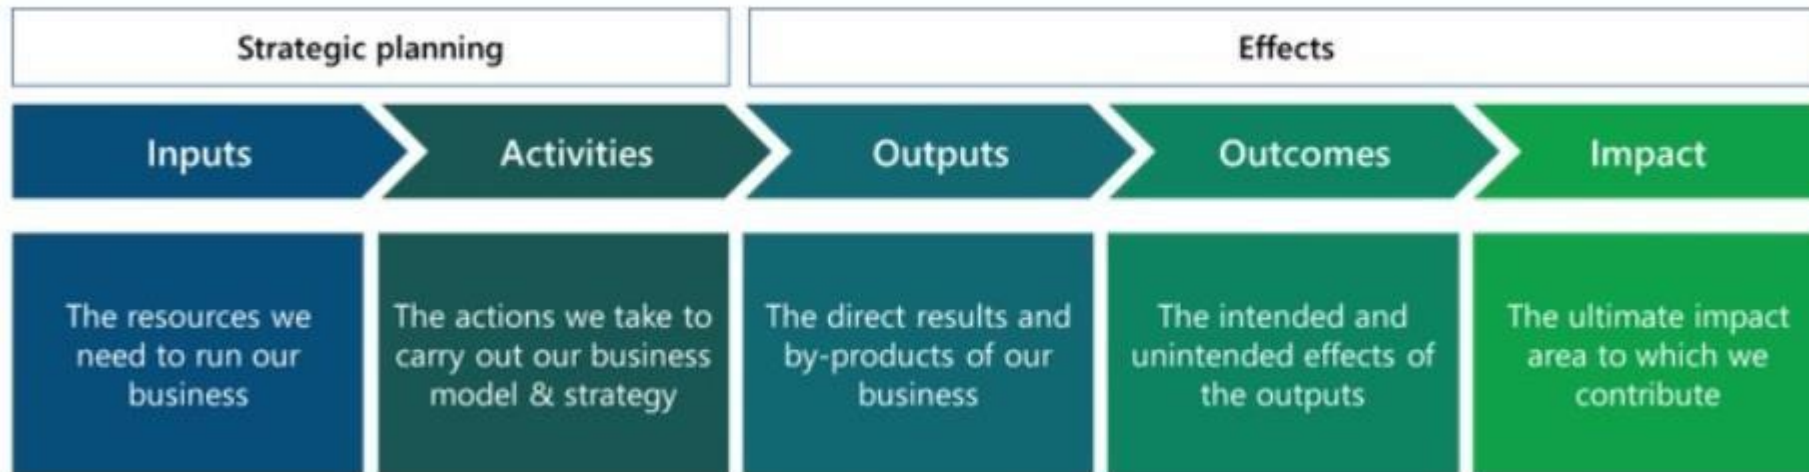 Strategic planning
Effects
Inputs
Activities
Outputs
Outcomes
Impact
The resources we
need to run our
business
The actions we take to
carry out our business
model & strategy
The direct results and
by-products of our
business
The intended and
unintended effects of
the outputs
The ultimate impact
area to which we
contribute